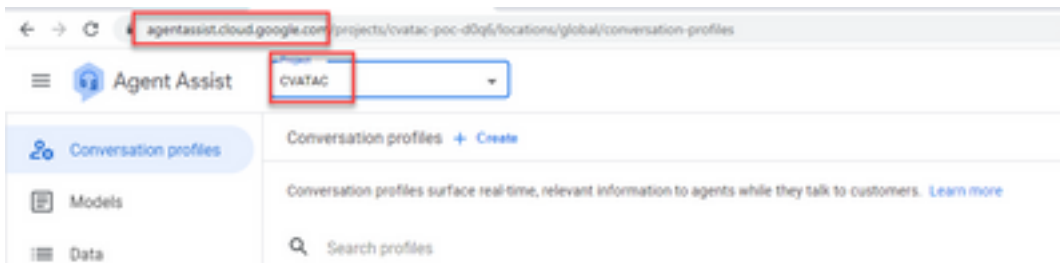 agentassist.cloud.google.com/projects/cvatac-poc-d0q6/locations/global/conversation-profiles
Agent Assist
Project
CVATAC
Conversation profiles
Conversation profiles + Create
Models
Conversation profiles surface real-time, relevant information to agents while they talk to customers. Learn more
Data
Search profiles